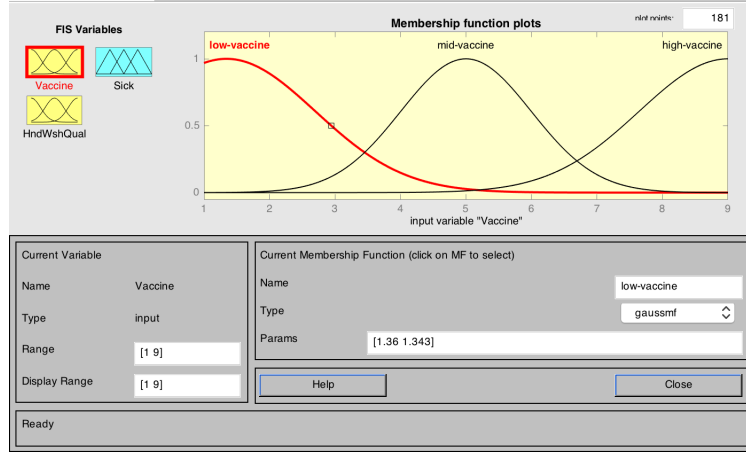 FIS Variables
Vaccine
Sick
HndWshQual
Membership function plots
plot points:
181
low-vaccine
mid-vaccine
high-vaccine
1
0.5
0
1 2 3 4 5 6 7 8 9
input variable "Vaccine"
Current Variable
Name Vaccine
Type input
Range [1 9]
Display Range [1 9]
Current Membership Function (click on MF to select)
Name low-vaccine
Type gaussmf
Params [1.36 1.343]
Help
Close
Ready